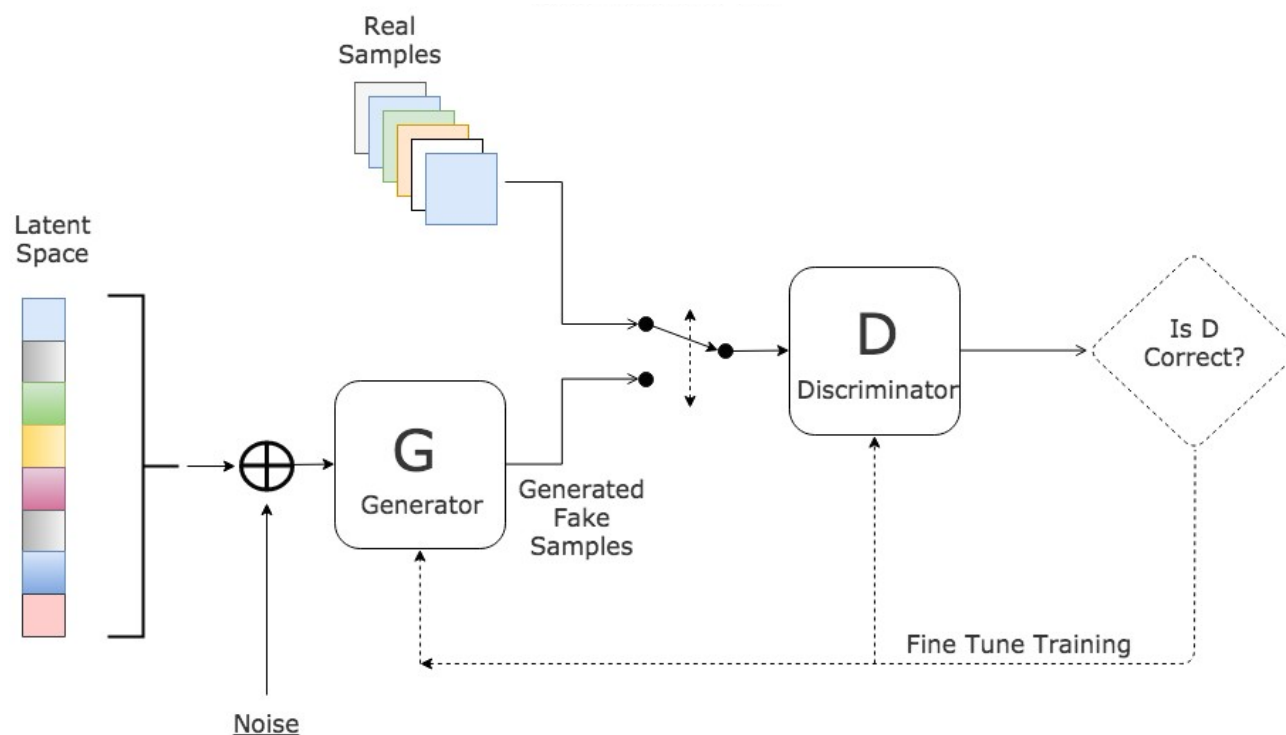 Real
Samples
Latent
Space
D
Discriminator
Is D
Correct?
G
Generator
Generated
Fake
Samples
Fine Tune Training
Noise